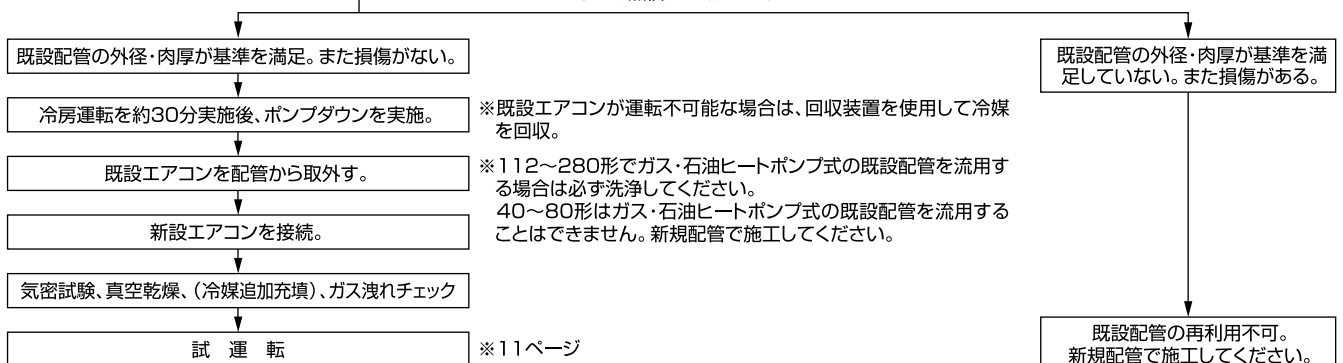 既設配管の外径･肉厚が基準を満足。また損傷がない。
既設配管の外径･肉厚が基準を満
足していない。また損傷がある。
冷房運転を約30分実施後、ポンプダウンを実施。
※既設エアコンが運転不可能な場合は、回収装置を使用して冷媒
を回収。
既設エアコンを配管から取外す。
※112～280形でガス･石油ヒートポンプ式の既設配管を流用す
る場合は必ず洗浄してください。
40～80形はガス･石油ヒートポンプ式の既設配管を流用する
ことはできません。新規配管で施工してください。
新設エアコンを接続。
気密試験、真空乾燥、（冷媒追加充填）、ガス洩れチェック
試 運 転
※11ページ
既設配管の再利用不可。
新規配管で施工してください。